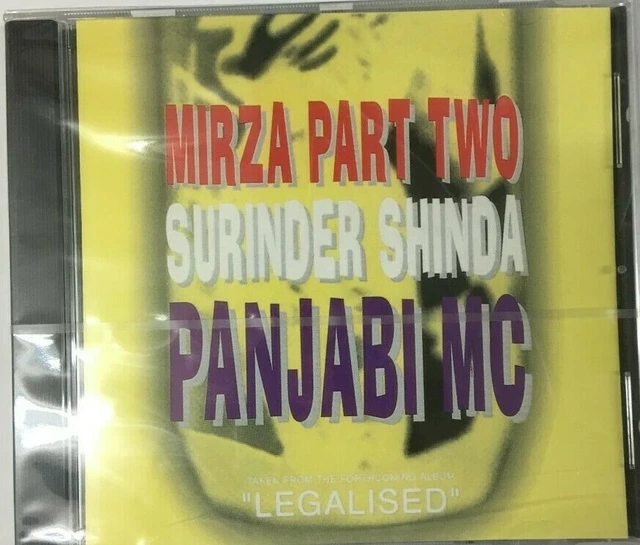 MIRZA PART TWO
SURINDER SHINDA
PANJABI MC
TAKEN FROM THE FORTHCOMING ALBUM
"LEGALISED"